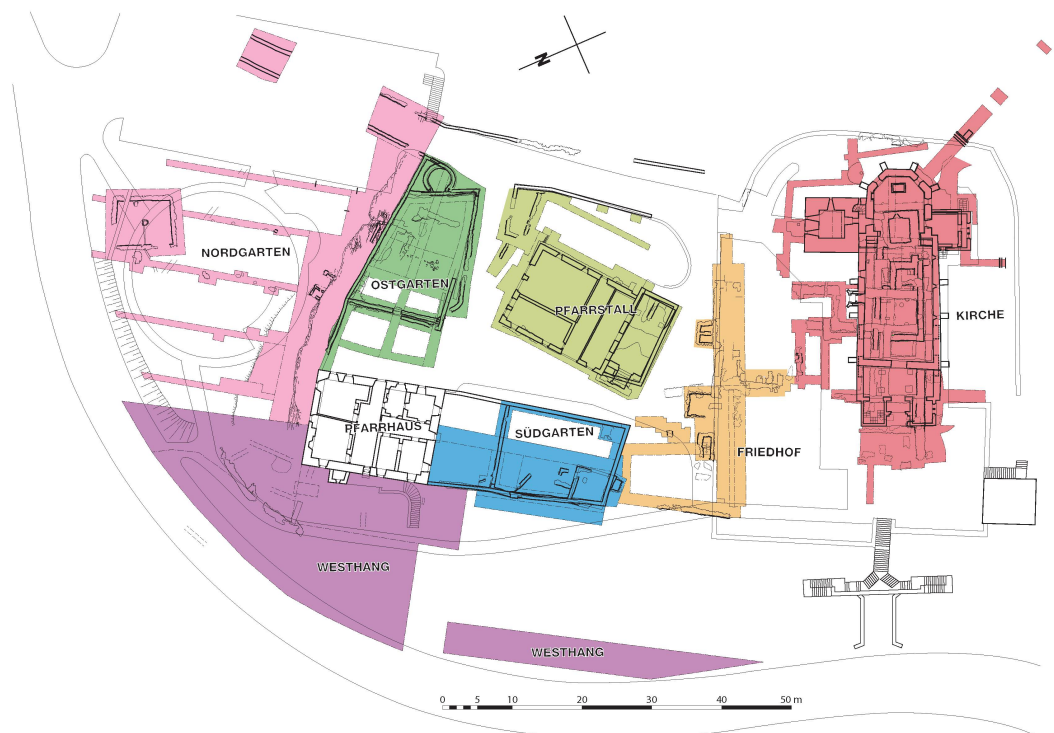 N
NORDGARTEN
OSTGARTEN
PFARRSTALL
KIRCHE
PFARRHAUS
SÜDGARTEN
FRIEDHOF
WESTHANG
WESTHANG
0 5 10 20 30 40 50 m